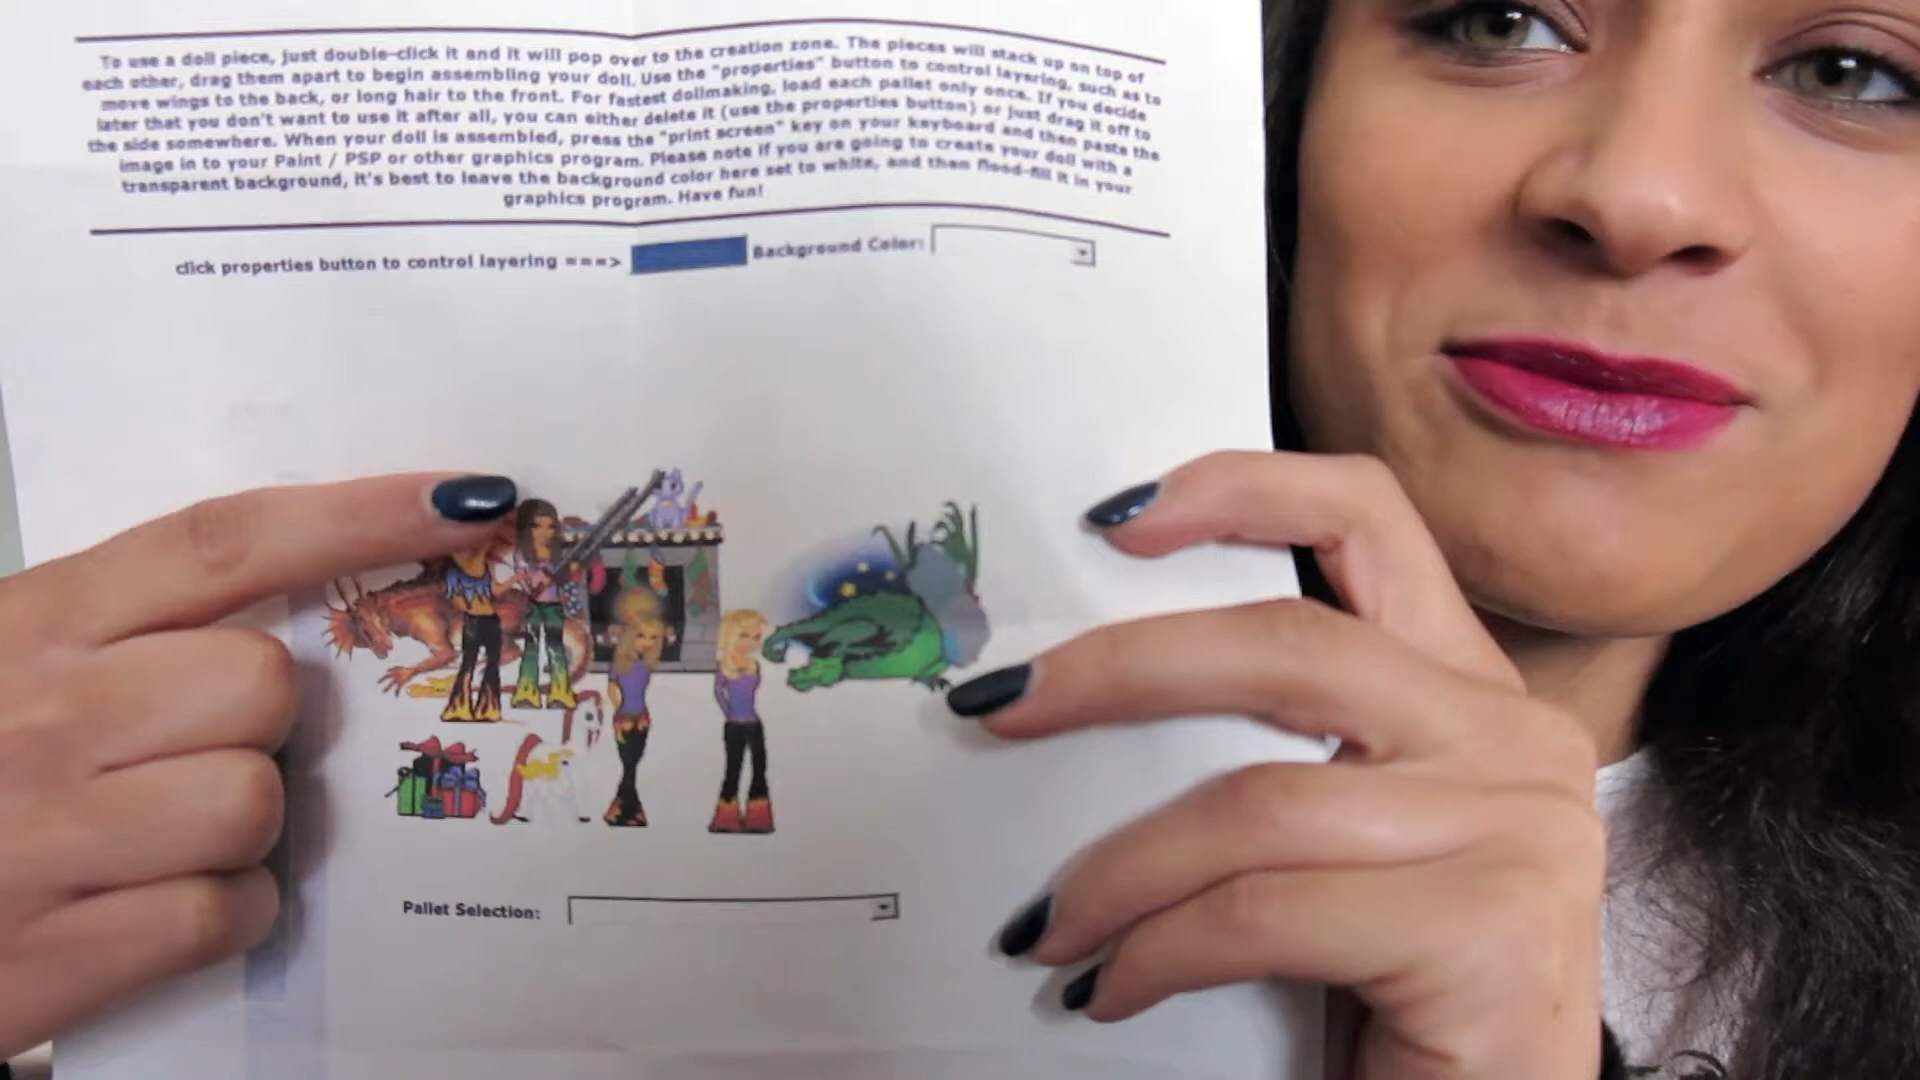 To use a doll piece, just double-click it and it will pop over to the creation zone. The pieces will stack up on top of
each other, drag them apart to begin assembling your doll. Use the "properties" button to control layering, such as to
move wings to the back, or long hair to the front. For fastest dollmaking, load each pallet only once. If you decide
later that you don't want to use it after all, you can either delete it (use the properties button) or just drag it off to
the side somewhere. When your doll is assembled, press the "print screen" key on your keyboard and then paste the
image in to your Paint / PSP or other graphics program. Please note if you are going to create your doll with a
transparent background, it's best to leave the background color here set to white, and then flood-fill it in your
graphics program. Have fun!
click properties button to control layering ===> Background Color:
Pallet Selection: